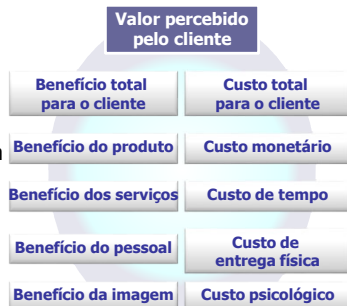 Valor percebido
pelo cliente
Benefício total
para o cliente
Custo total
para o cliente
Benefício do produto
Custo monetário
Benefício dos serviços
Custo de tempo
Benefício do pessoal
Custo de
entrega física
Benefício da imagem
Custo psicológico